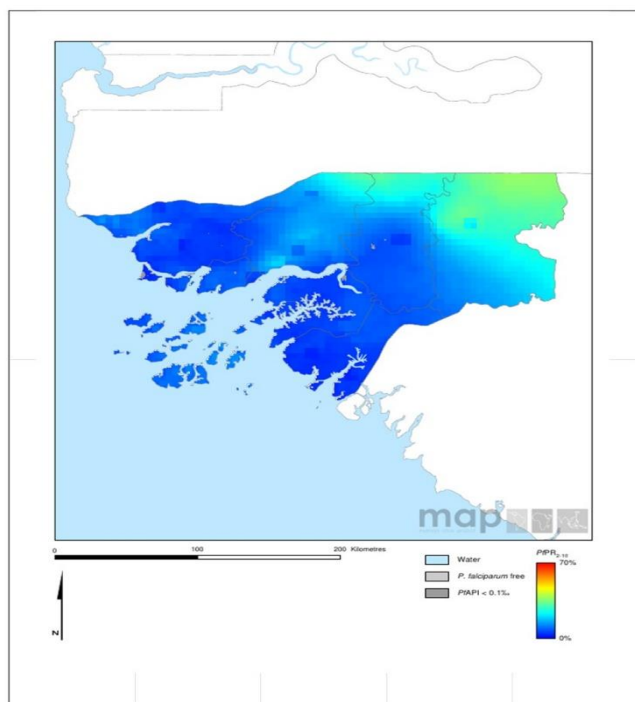 map
0 100 200 Kilometres
Water
P. falciparum free
PfAPI < 0.1‰
PfPR2-10
70%
0%
N